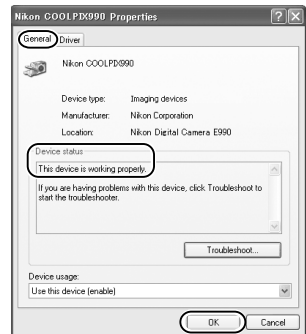 Nikon COOLPIX990 Properties
General Driver
Nikon COOLPIX990
Device type: Imaging devices
Manufacturer: Nikon Corporation
Location: Nikon Digital Camera E990
Device status
This device is working properly.
If you are having problems with this device, click Troubleshoot to
start the troubleshooter.
Troubleshoot...
Device usage:
Use this device (enable)
OK Cancel